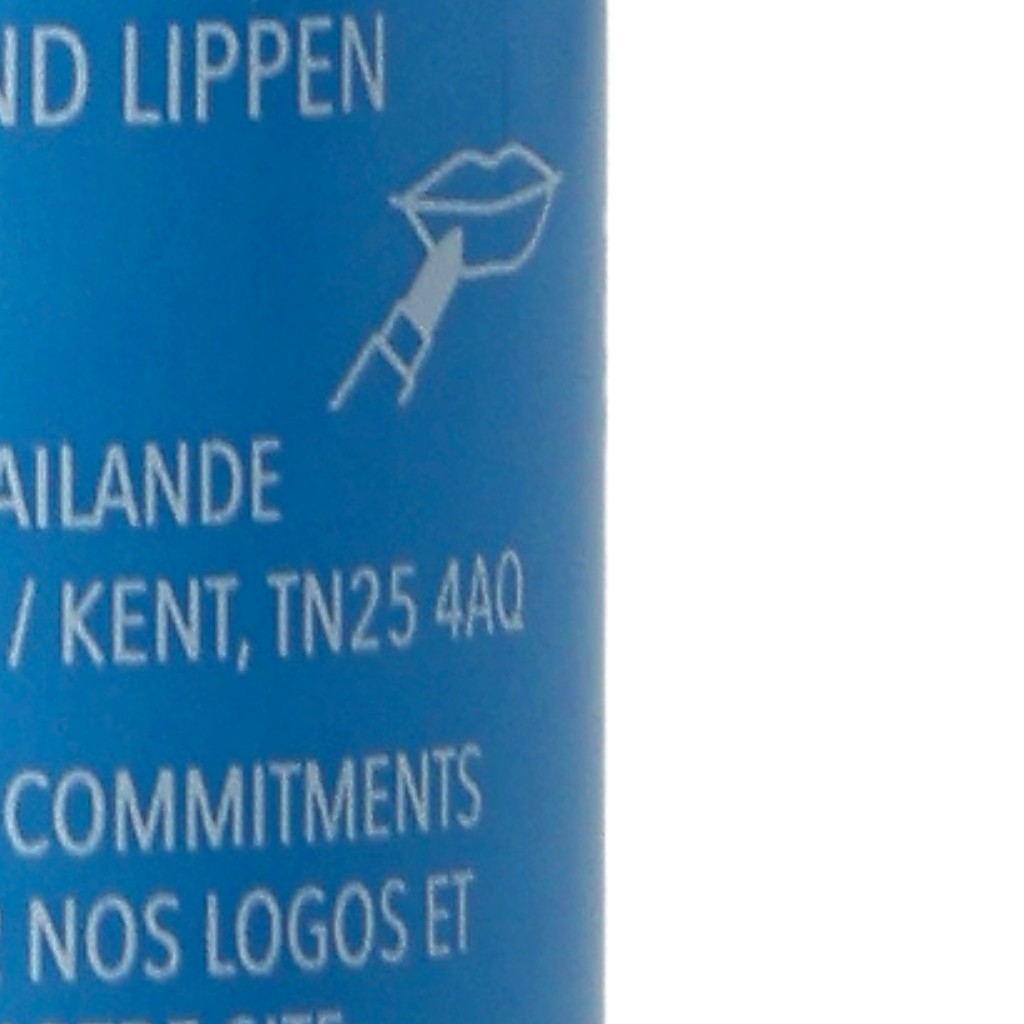 ND LIPPEN
AILANDE
/ KENT, TN25 4AQ
COMMITMENTS
NOS LOGOS ET